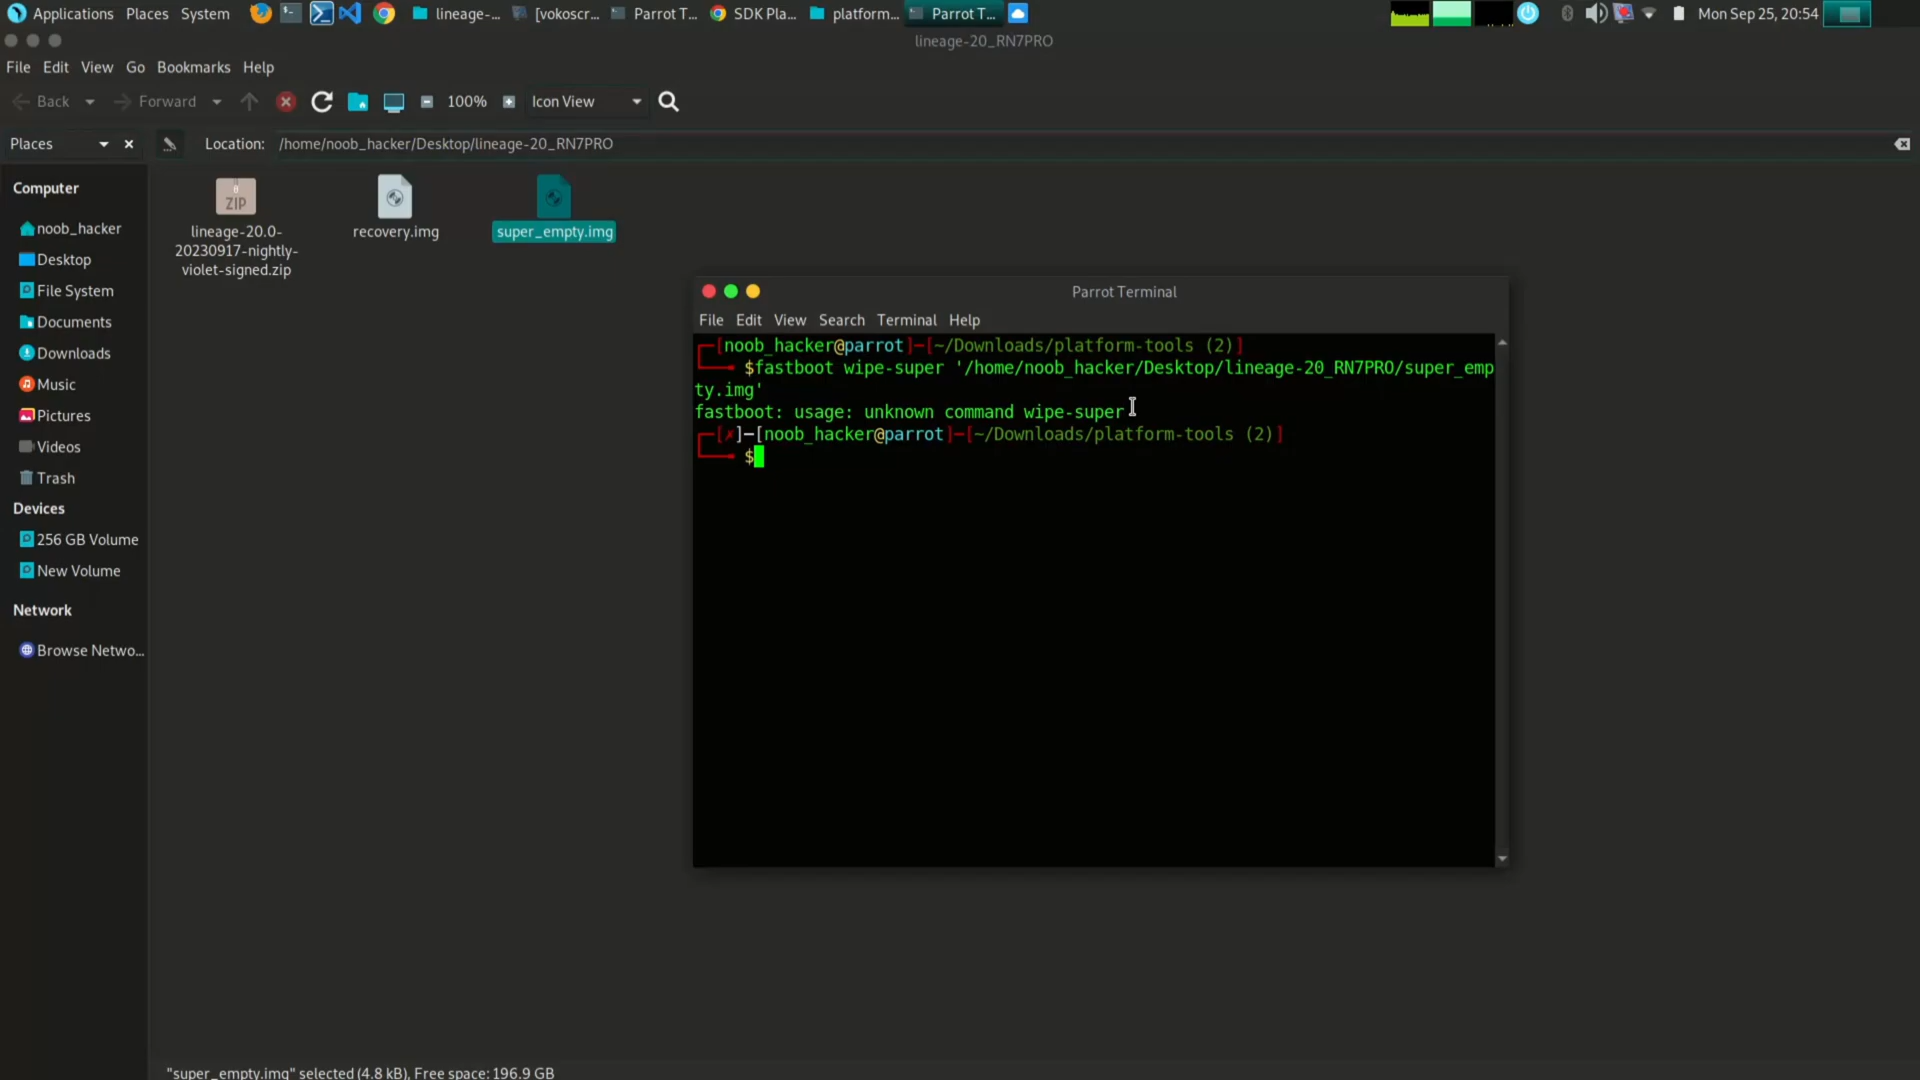 Applications Places System lineage-... [vokoscr... Parrot T... SDK Pla... platform... Parrot T... Mon Sep 25, 20:54
lineage-20_RN7PRO
File Edit View Go Bookmarks Help
Back Forward 100% Icon View
Places Location: /home/noob_hacker/Desktop/lineage-20_RN7PRO
Computer
noob_hacker
Desktop
File System
Documents
Downloads
Music
Pictures
Videos
Trash
Devices
256 GB Volume
New Volume
Network
Browse Netwo...
ZIP
lineage-20.0-
20230917-nightly-
violet-signed.zip
recovery.img
super_empty.img
Parrot Terminal
File Edit View Search Terminal Help
┌─[noob_hacker@parrot]─[~/Downloads/platform-tools (2)]
└──╼ $fastboot wipe-super '/home/noob_hacker/Desktop/lineage-20_RN7PRO/super_emp
ty.img'
fastboot: usage: unknown command wipe-super
┌─[✗]─[noob_hacker@parrot]─[~/Downloads/platform-tools (2)]
└──╼ $
"super_empty.img" selected (4.8 kB), Free space: 196.9 GB